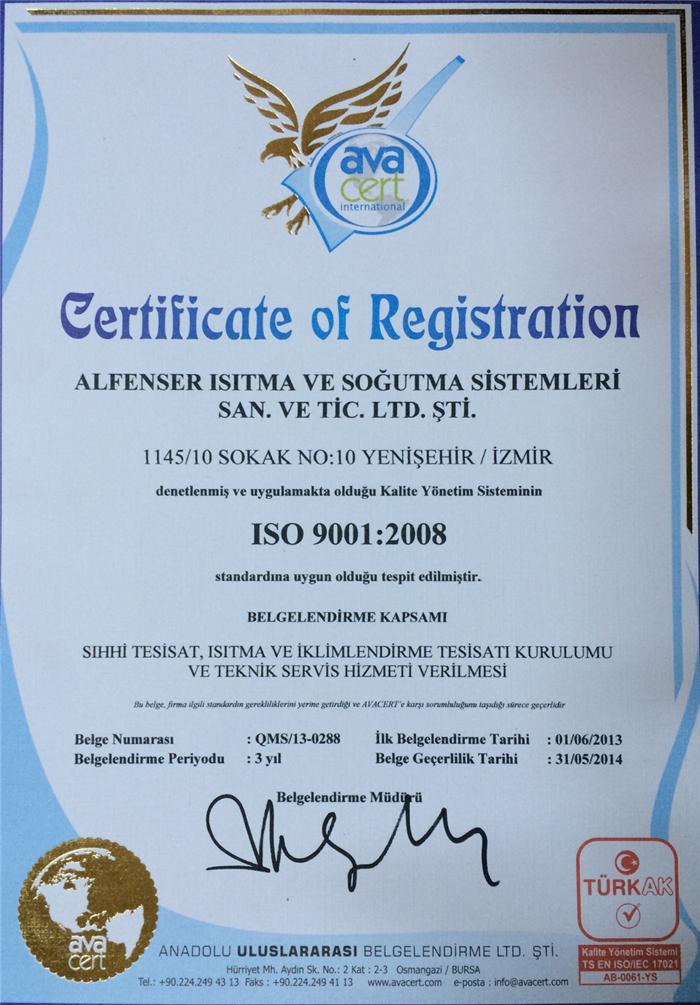 ava
cert
international
Certificate of Registration
ALFENSER ISITMA VE SOĞUTMA SİSTEMLERİ
SAN. VE TİC. LTD. ŞTİ.
1145/10 SOKAK NO:10 YENİŞEHİR / İZMİR
denetlenmiş ve uygulamakta olduğu Kalite Yönetim Sisteminin
ISO 9001:2008
standardına uygun olduğu tespit edilmiştir.
BELGELENDİRME KAPSAMI
SIHHİ TESİSAT, ISITMA VE İKLİMLENDİRME TESİSATI KURULUMU
VE TEKNİK SERVİS HİZMETİ VERİLMESİ
Bu belge, firma ilgili standardın gerekliliklerini yerine getirdiği ve AVACERT'e karşı sorumluluğunu taşıdığı sürece geçerlidir
Belge Numarası : QMS/13-0288 İlk Belgelendirme Tarihi : 01/06/2013
Belgelendirme Periyodu : 3 yıl Belge Geçerlilik Tarihi : 31/05/2014
Belgelendirme Müdürü
TÜRKAK
ava
cert
ANADOLU ULUSLARARASI BELGELENDİRME LTD. ŞTİ.
Hürriyet Mh. Aydın Sk. No.: 2 Kat : 2-3 Osmangazi / BURSA
Tel.: +90.224.249 43 13 Faks : +90.224.249 41 13 www.avacert.com e-posta : info@avacert.com
Kalite Yönetim Sistemi
TS EN ISO/IEC 17021
AB-0061-YS